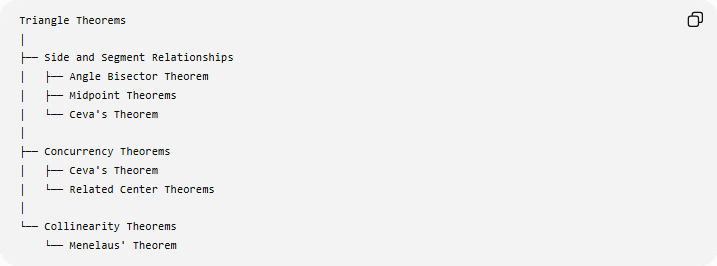 Triangle Theorems
│
├── Side and Segment Relationships
│   ├── Angle Bisector Theorem
│   ├── Midpoint Theorems
│   └── Ceva's Theorem
│
├── Concurrency Theorems
│   ├── Ceva's Theorem
│   └── Related Center Theorems
│
└── Collinearity Theorems
    └── Menelaus' Theorem